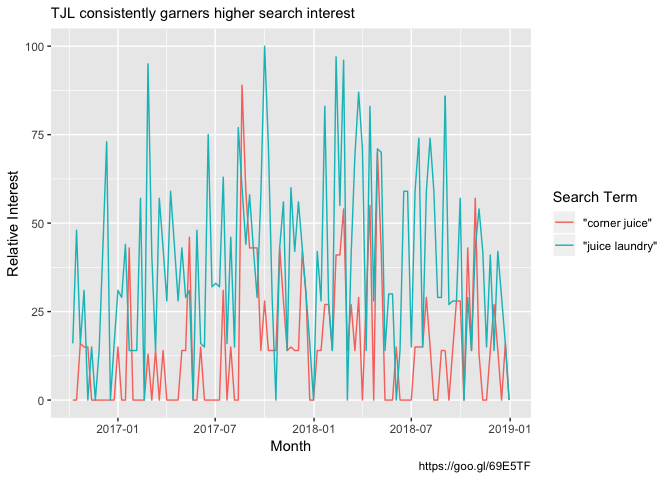 TJL consistently garners higher search interest
100
75
50
25
0
Relative Interest
2017-01 2017-07 2018-01 2018-07 2019-01
Month
Search Term
"corner juice"
"juice laundry"
https://goo.gl/69E5TF